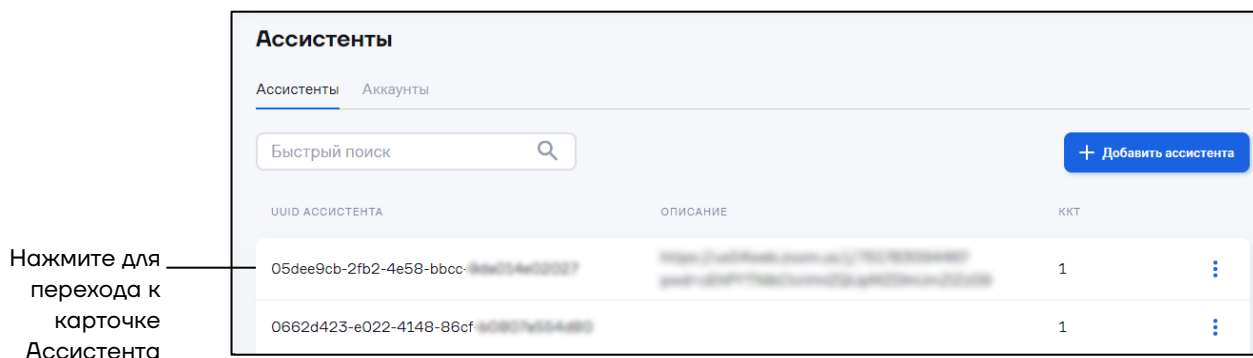 Ассистенты
Ассистенты Аккаунты
Быстрый поиск
+ Добавить ассистента
UUID АССИСТЕНТА ОПИСАНИЕ ККТ
Нажмите для перехода к карточке Ассистента
05dee9cb-2fb2-4e58-bbcc- 1
0662d423-e022-4148-86cf- 1